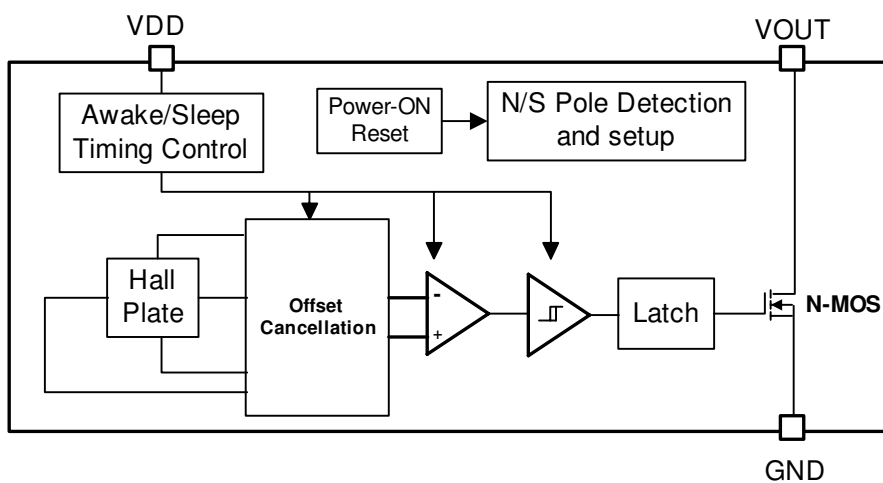 VDD
VOUT
Awake/Sleep
Timing Control
Power-ON
Reset
N/S Pole Detection
and setup
Hall
Plate
Offset
Cancellation
-
+
Latch
N-MOS
GND